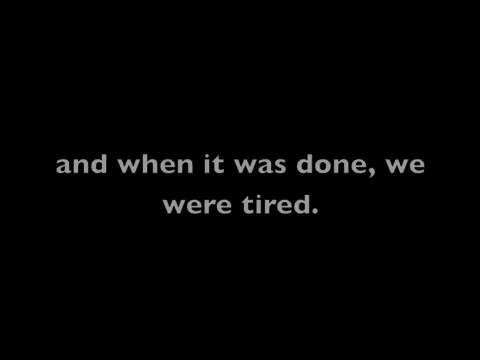 and when it was done, we
were tired.